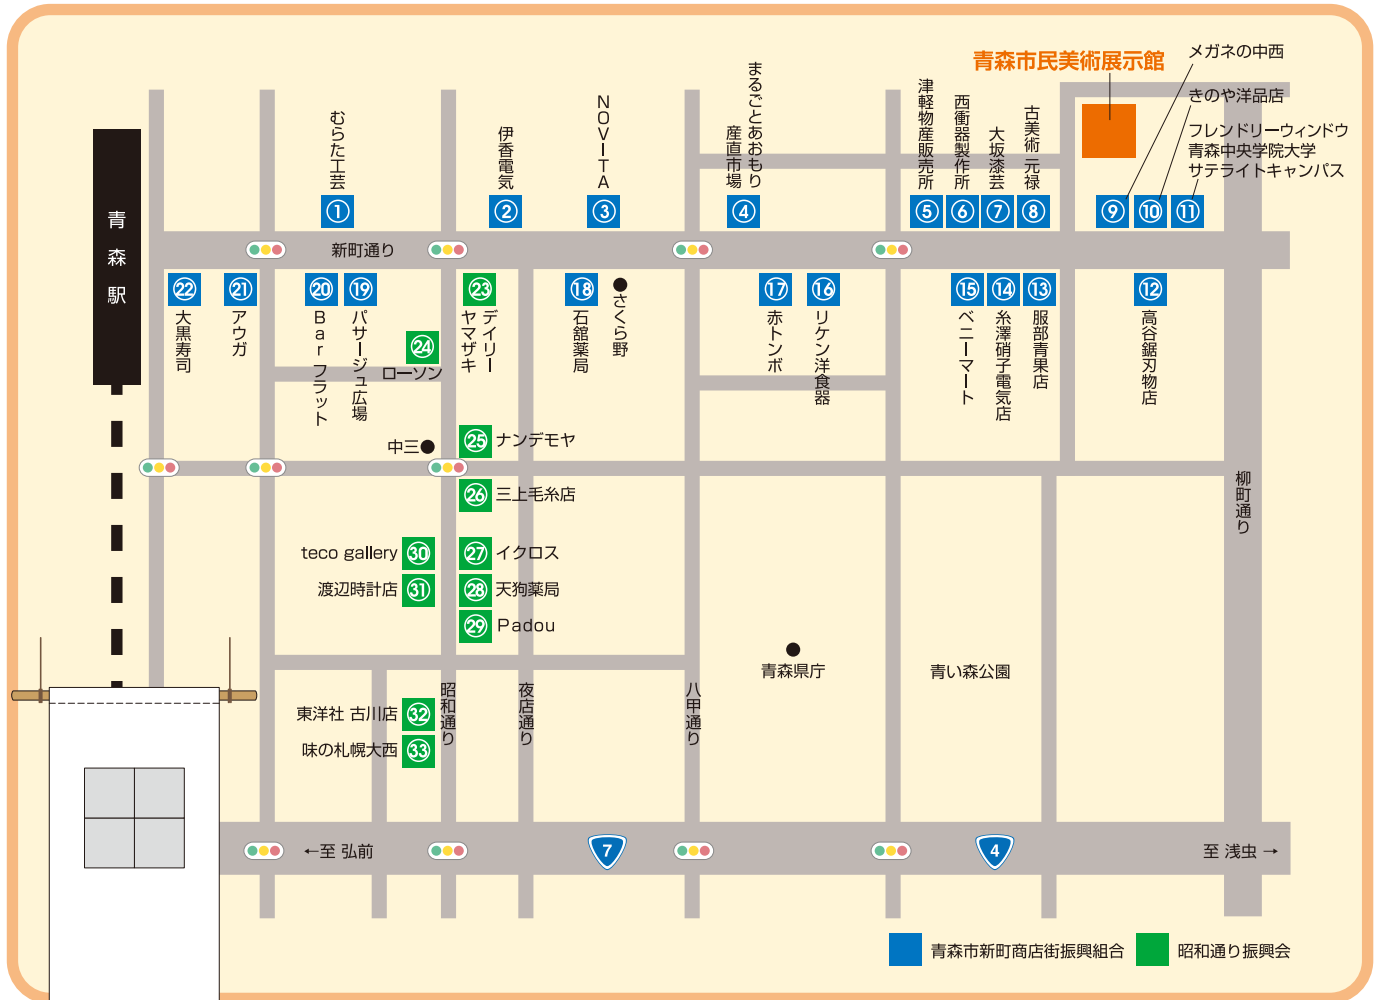 青森市民美術展示館
メガネの中西
きのや洋品店
フレンドリーウィンドウ
青森中央学院大学
サテライトキャンパス
むらた工芸
伊香電気
NOVITA
まるごとあおもり
産直市場
津軽物産販売所
西衝器製作所
大坂漆芸
古美術 元禄
① ② ③ ④ ⑤ ⑥ ⑦ ⑧ ⑨ ⑩ ⑪
青森駅
新町通り
㉒ ㉑ ⑳ ⑲ ㉓ ⑱ ⑰ ⑯ ⑮ ⑭ ⑬ ⑫
大黒寿司
アウガ
Bar フラット
パサージュ広場
デイリー
ヤマザキ
石舘薬局
さくら野
赤トンボ
リケン洋食器
ベニーマート
糸澤硝子電気店
服部青果店
高谷鋸刃物店
㉔
ローソン
中三
㉕ ナンデモヤ
㉖ 三上毛糸店
柳町通り
teco gallery ㉚
㉗ イクロス
渡辺時計店 ㉛
㉘ 天狗薬局
㉙ Padou
青森県庁
青い森公園
東洋社 古川店 ㉜
味の札幌大西 ㉝
昭和通り
夜店通り
八甲通り
←至 弘前
7
4
至 浅虫→
青森市新町商店街振興組合
昭和通り振興会